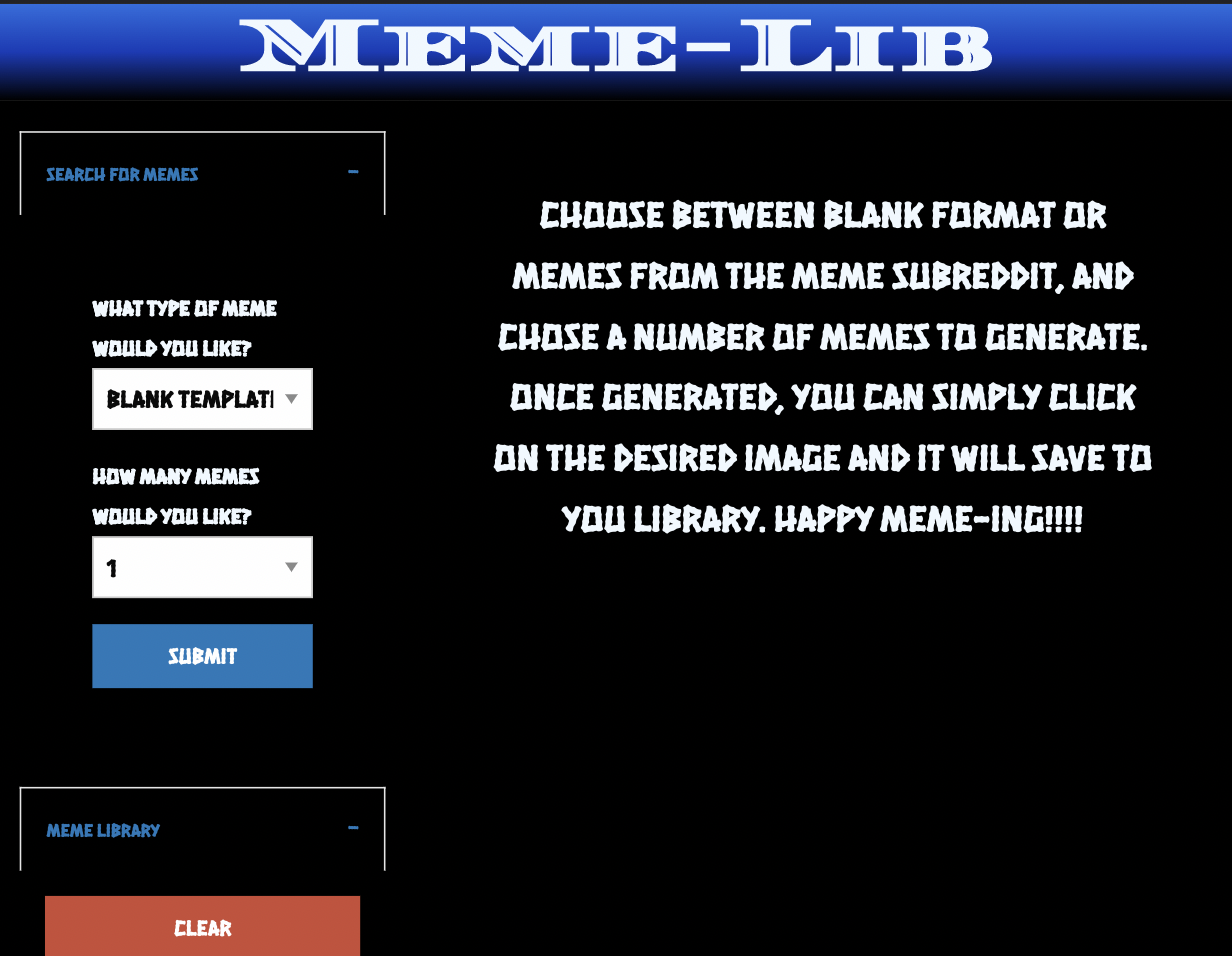 Meme-Lib
SEARCH FOR MEMES -
WHAT TYPE OF MEME
WOULD YOU LIKE?
BLANK TEMPLAT
HOW MANY MEMES
WOULD YOU LIKE?
1
SUBMIT
MEME LIBRARY -
CLEAR
CHOOSE BETWEEN BLANK FORMAT OR
MEMES FROM THE MEME SUBREDDIT, AND
CHOSE A NUMBER OF MEMES TO GENERATE.
ONCE GENERATED, YOU CAN SIMPLY CLICK
ON THE DESIRED IMAGE AND IT WILL SAVE TO
YOU LIBRARY. HAPPY MEME-ING!!!!